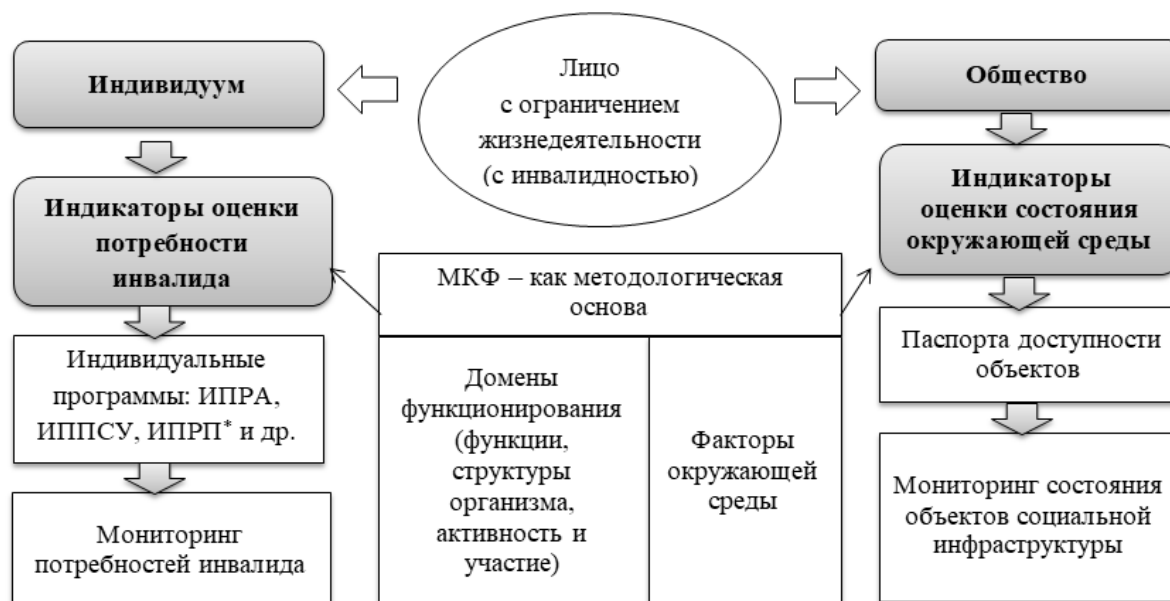 Индивидуум
Индикаторы оценки
потребности
инвалида
Индивидуальные
программы: ИПРА,
ИППСУ, ИПРП* и др.
Мониторинг
потребностей инвалида
Лицо
с ограничением
жизнедеятельности
(с инвалидностью)
МКФ – как методологическая
основа
Домены
функционирования
(функции,
структуры
организма,
активность и
участие)
Факторы
окружающей
среды
Общество
Индикаторы
оценки состояния
окружающей среды
Паспорта доступности
объектов
Мониторинг состояния
объектов социальной
инфраструктуры